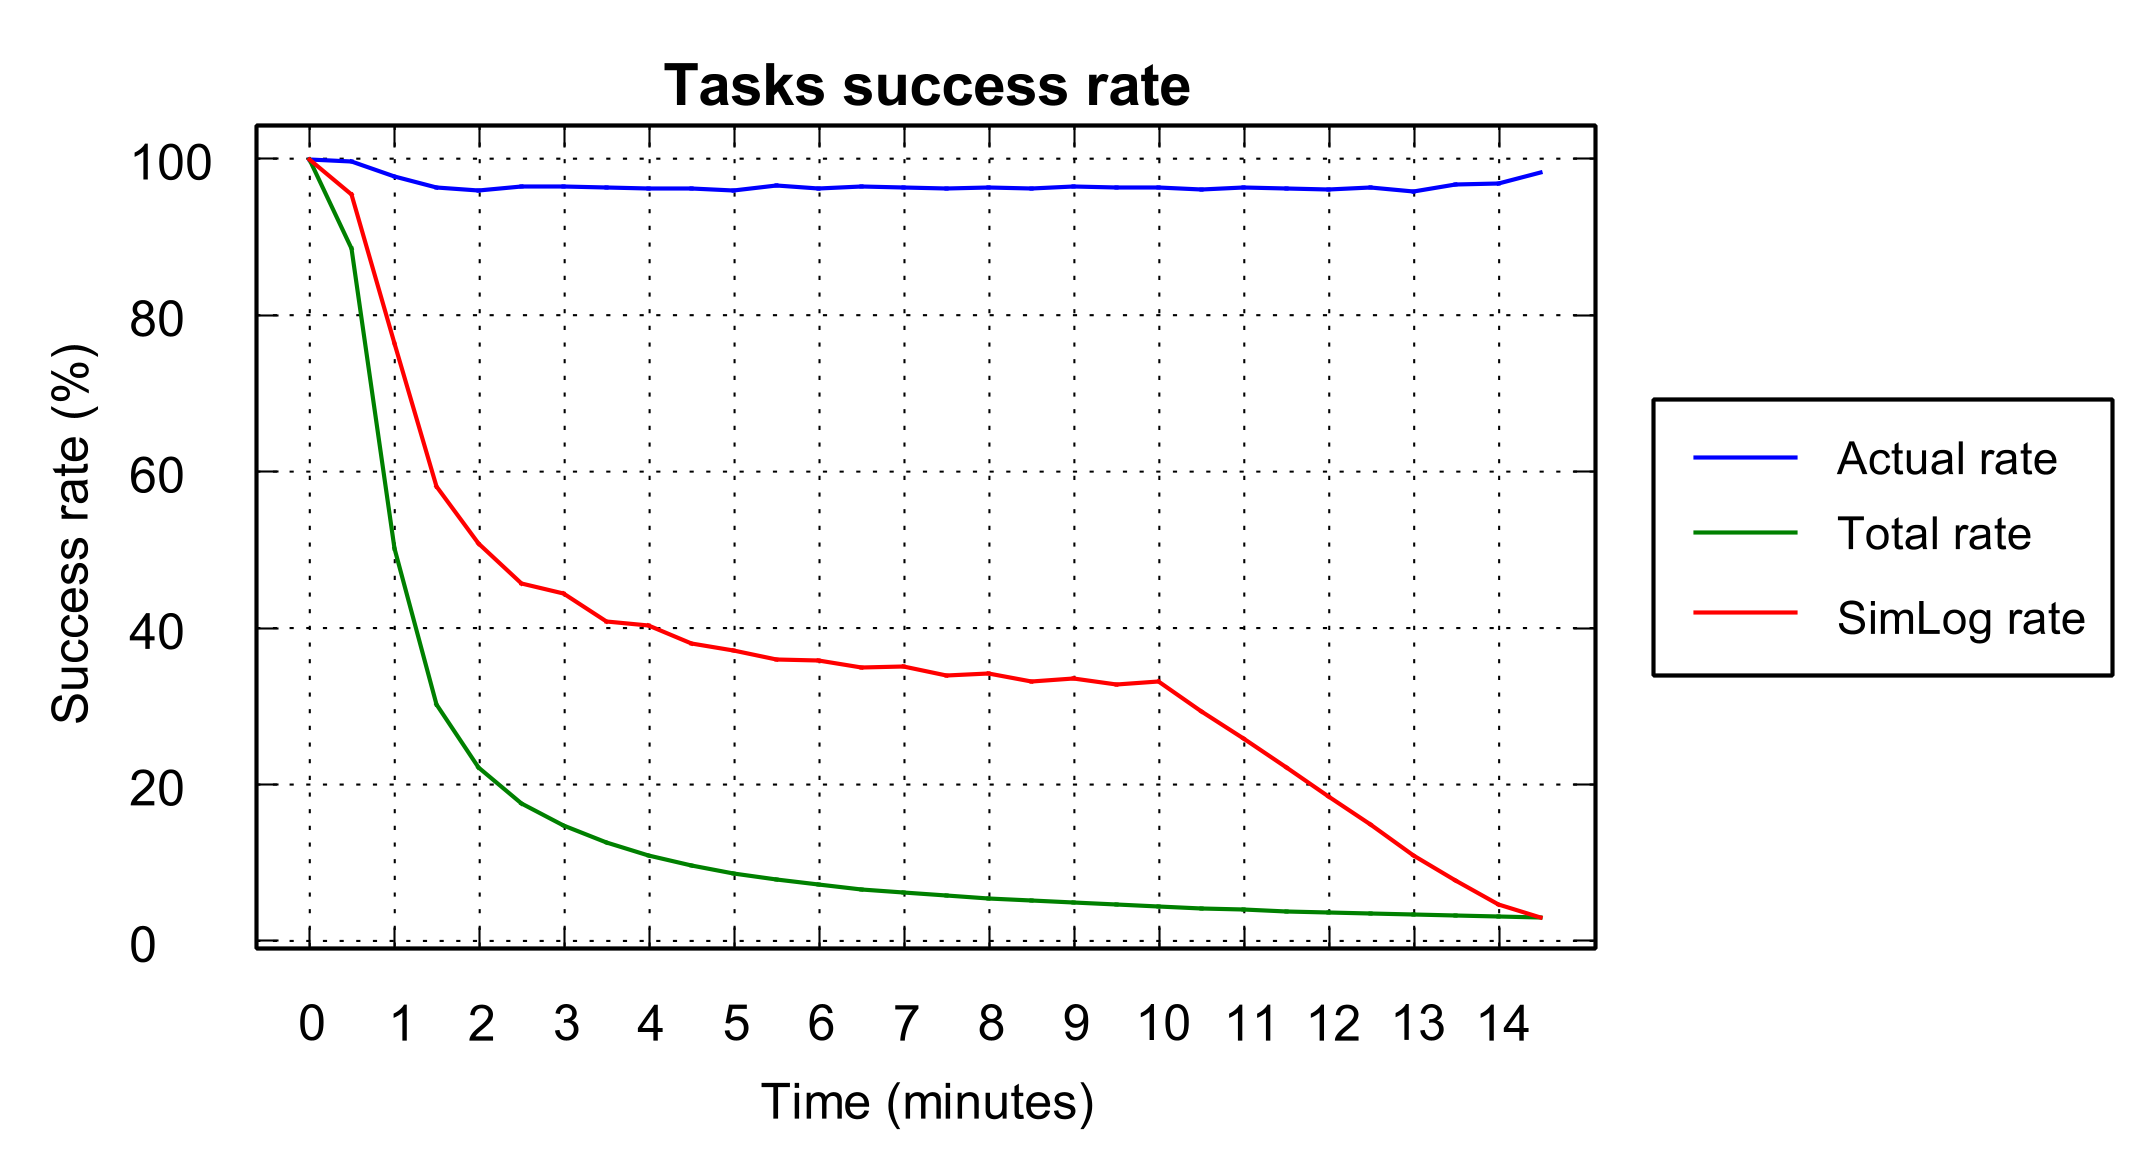 Tasks success rate
100
80
60
40
20
0
Success rate (%)
0 1 2 3 4 5 6 7 8 9 10 11 12 13 14
Time (minutes)
Actual rate
Total rate
SimLog rate